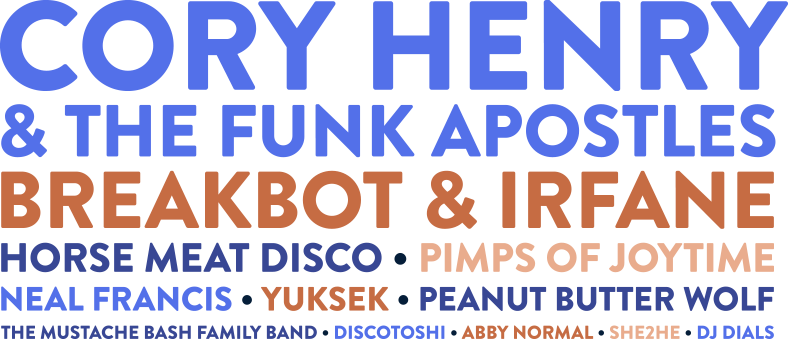 CORY HENRY
& THE FUNK APOSTLES
BREAKBOT & IRFANE
HORSE MEAT DISCO • PIMPS OF JOYTIME
NEAL FRANCIS • YUKSEK • PEANUT BUTTER WOLF
THE MUSTACHE BASH FAMILY BAND • DISCOTOSHI • ABBY NORMAL • SHE2HE • DJ DIALS